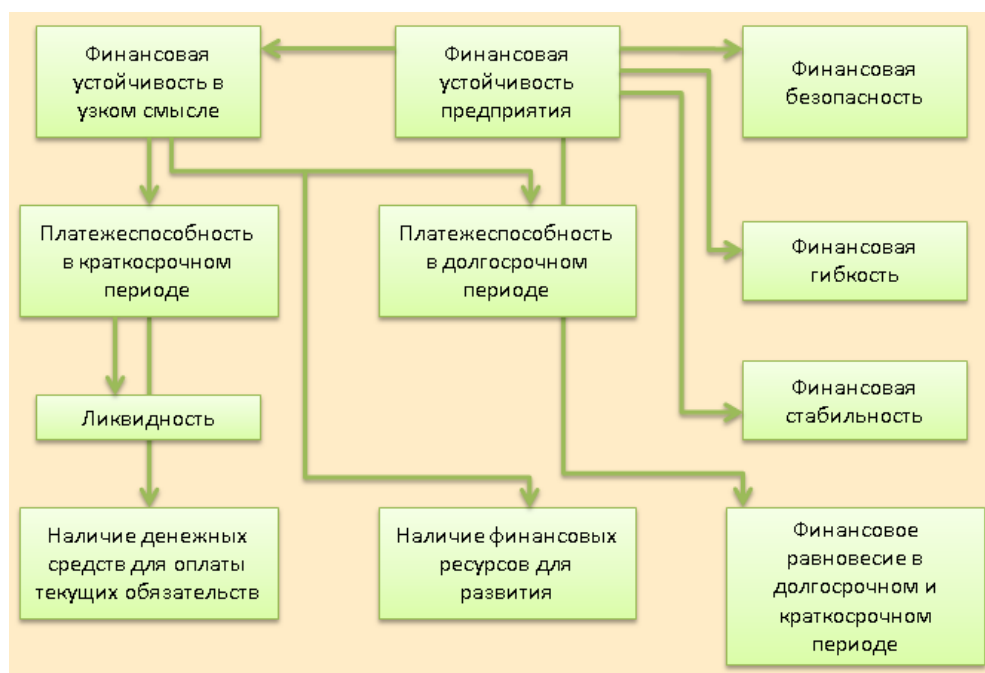 Финансовая
устойчивость в
узком смысле
Финансовая
устойчивость
предприятия
Финансовая
безопасность
Платежеспособность
в краткосрочном
периоде
Платежеспособность
в долгосрочном
периоде
Финансовая
гибкость
Ликвидность
Финансовая
стабильность
Наличие денежных
средств для оплаты
текущих обязательств
Наличие финансовых
ресурсов для
развития
Финансовое
равновесие в
долгосрочном и
краткосрочном
периоде